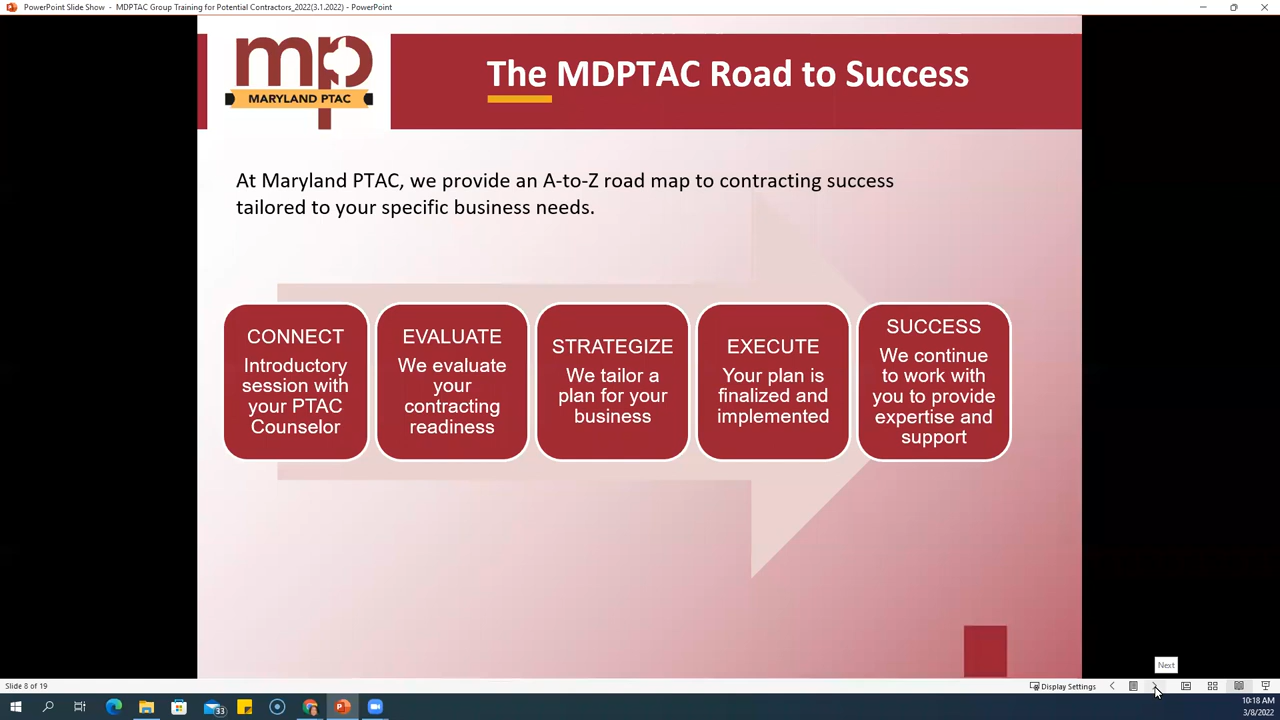 PowerPoint Slide Show - MDPTAC Group Training for Potential Contractors_2022(3.1.2022) - PowerPoint
mp
MARYLAND PTAC
The MDPTAC Road to Success
At Maryland PTAC, we provide an A-to-Z road map to contracting success
tailored to your specific business needs.
CONNECT
Introductory
session with
your PTAC
Counselor
EVALUATE
We evaluate
your
contracting
readiness
STRATEGIZE
We tailor a
plan for your
business
EXECUTE
Your plan is
finalized and
implemented
SUCCESS
We continue
to work with
you to provide
expertise and
support
Next
Slide 8 of 19
Display Settings
33
10:18 AM
3/8/2022